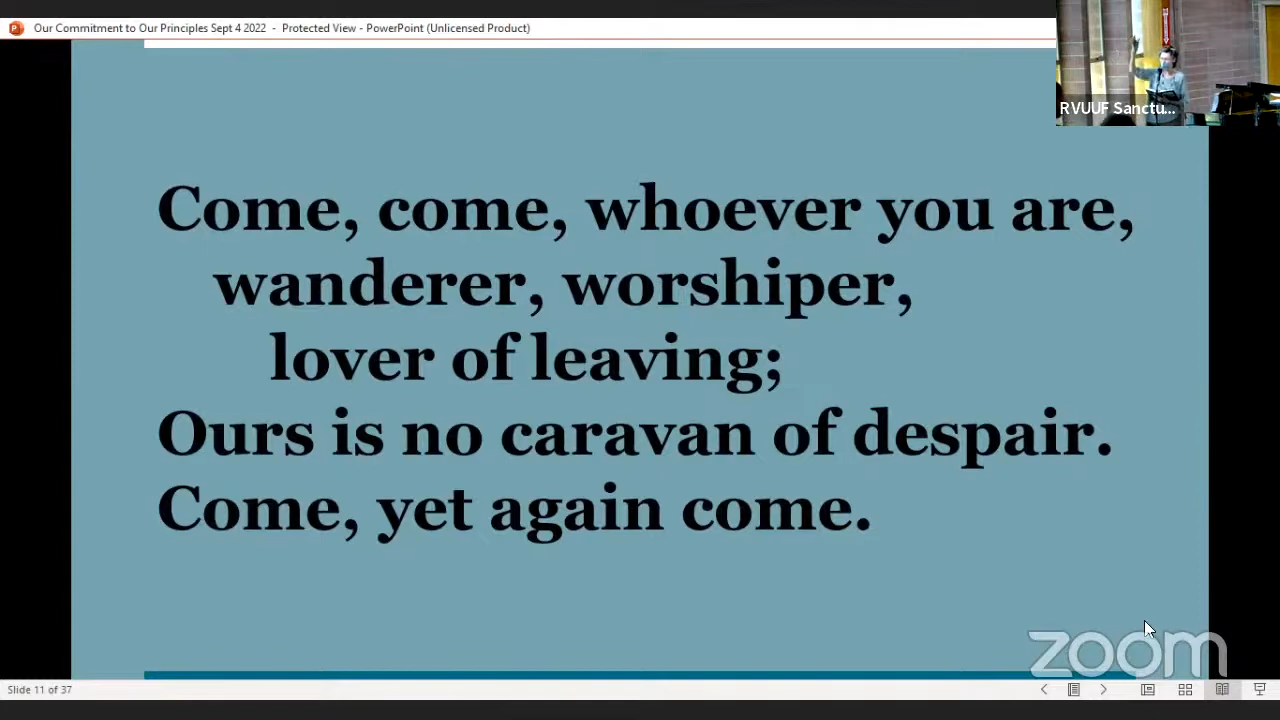 Our Commitment to Our Principles Sept 4 2022 - Protected View - PowerPoint (Unlicensed Product)
RVUUF Sanctu...
Come, come, whoever you are,
wanderer, worshiper,
lover of leaving;
Ours is no caravan of despair.
Come, yet again come.
zoom
Slide 11 of 37